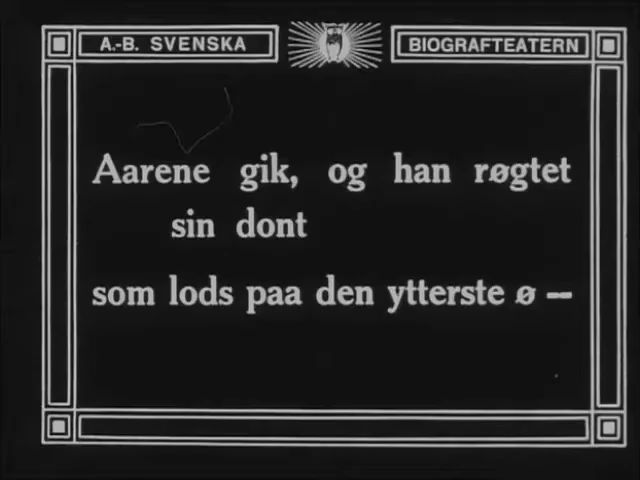 A.-B. SVENSKA BIOGRAFTEATERN
Aarene gik, og han røgtet
sin dont
som lods paa den ytterste ø --